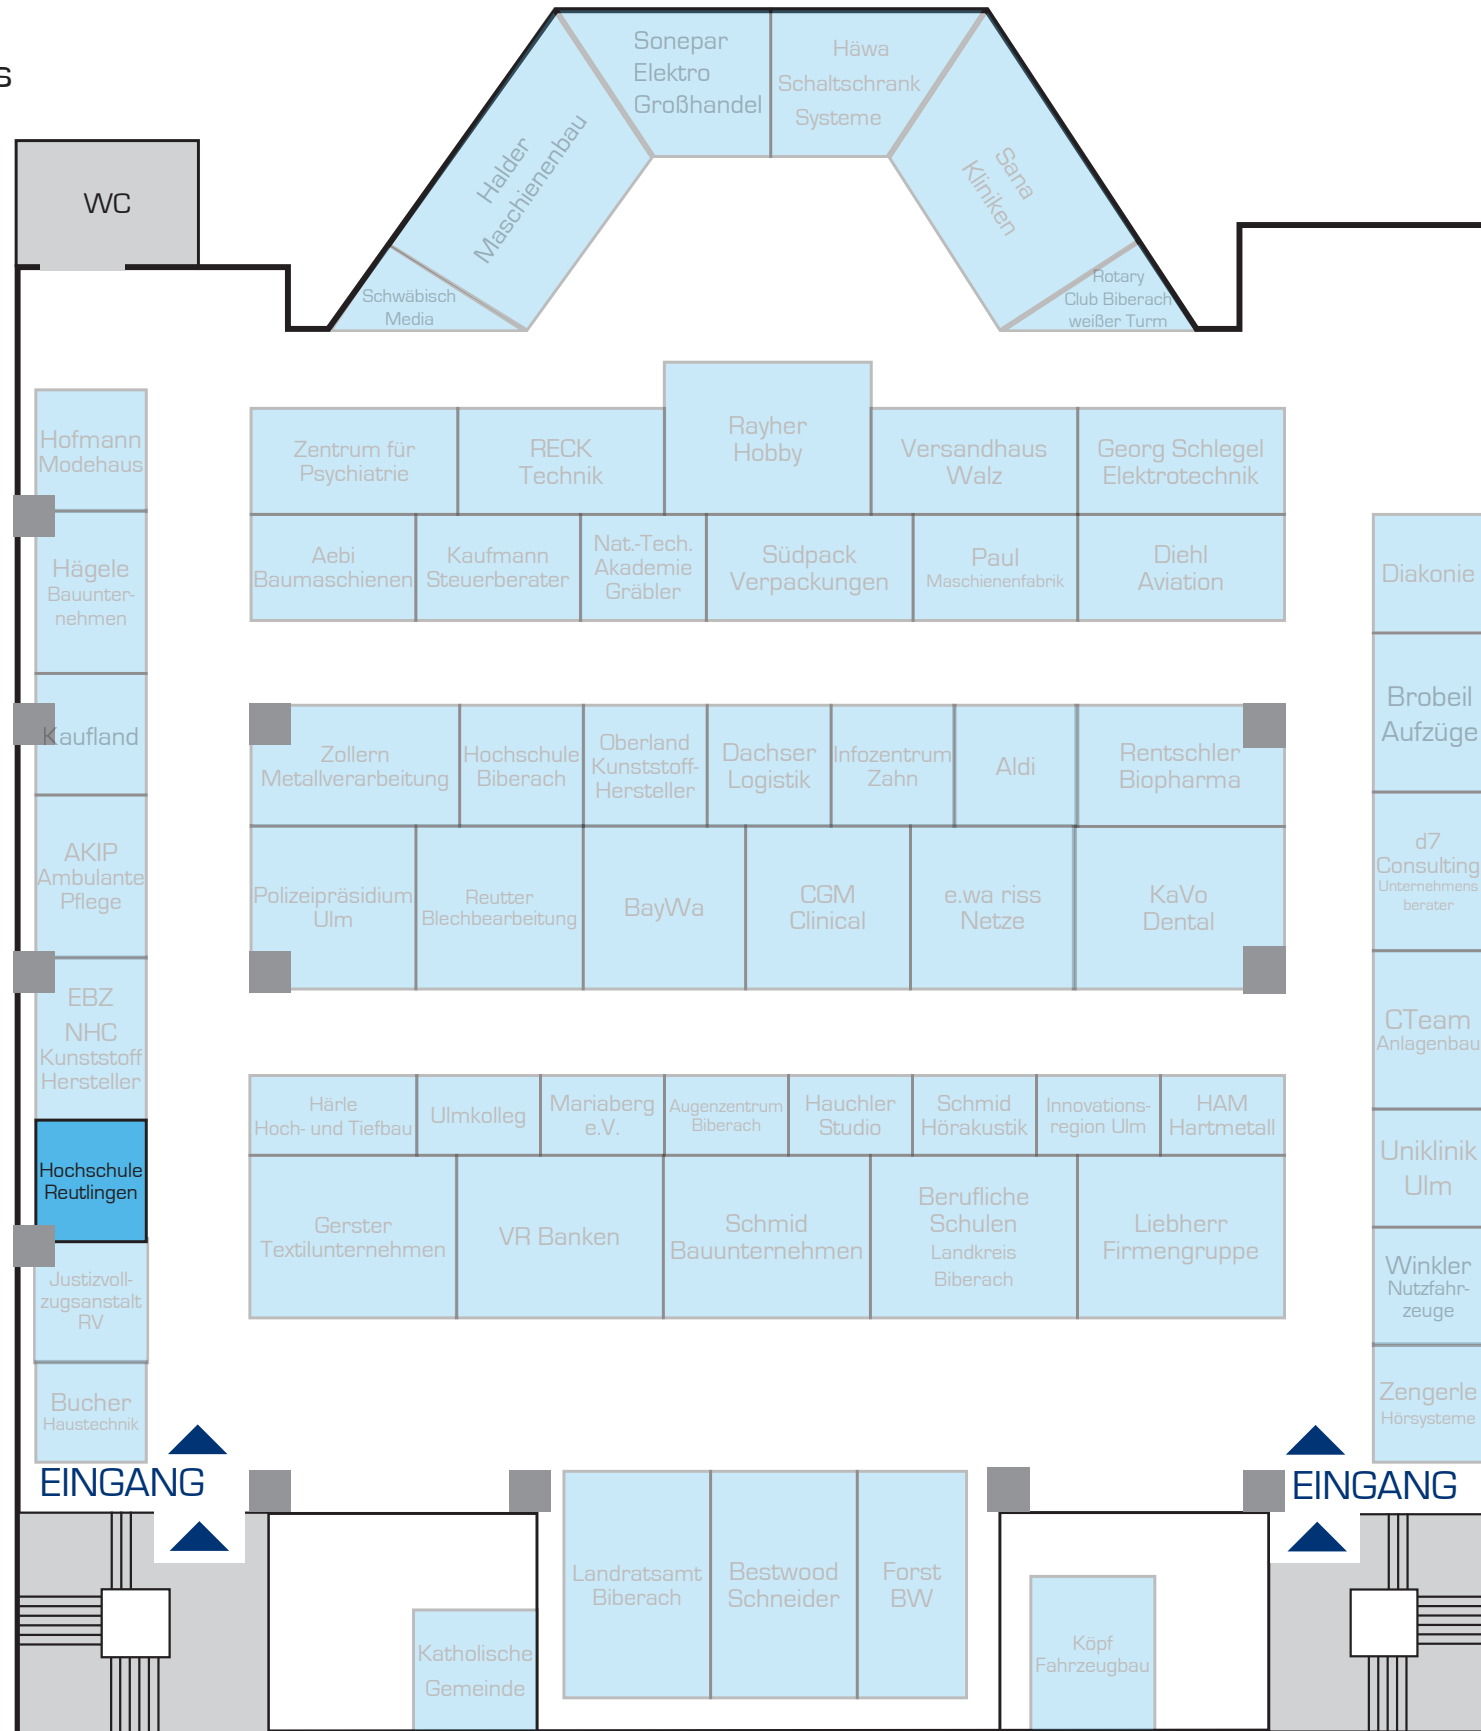 s
WC
Sonepar
Elektro
Großhandel
Häwa
Schaltschrank
Systeme
Halder
Maschienenbau
Sana
Kliniken
Schwäbisch
Media
Rotary
Club Biberach
weißer Turm
Hofmann
Modehaus
Hägele
Bauunter-
nehmen
Kaufland
AKIP
Ambulante
Pflege
EBZ
NHC
Kunststoff
Hersteller
Hochschule
Reutlingen
Justizvoll-
zugsanstalt
RV
Bucher
Haustechnik
Zentrum für
Psychiatrie
RECK
Technik
Rayher
Hobby
Versandhaus
Walz
Georg Schlegel
Elektrotechnik
Aebi
Baumaschienen
Kaufmann
Steuerberater
Nat.-Tech.
Akademie
Gräbler
Südpack
Verpackungen
Paul
Maschienenfabrik
Diehl
Aviation
Zollern
Metallverarbeitung
Hochschule
Biberach
Oberland
Kunststoff-
Hersteller
Dachser
Logistik
Infozentrum
Zahn
Aldi
Rentschler
Biopharma
Polizeipräsidium
Ulm
Reutter
Blechbearbeitung
BayWa
CGM
Clinical
e.wa riss
Netze
KaVo
Dental
Härle
Hoch- und Tiefbau
Ulmkolleg
Mariaberg
e.V.
Augenzentrum
Biberach
Hauchler
Studio
Schmid
Hörakustik
Innovations-
region Ulm
HAM
Hartmetall
Gerster
Textilunternehmen
VR Banken
Schmid
Bauunternehmen
Berufliche
Schulen
Landkreis
Biberach
Liebherr
Firmengruppe
Diakonie
Brobeil
Aufzüge
d7
Consulting
Unternehmens
berater
CTeam
Anlagenbau
Uniklinik
Ulm
Winkler
Nutzfahr-
zeuge
Zengerle
Hörsysteme
EINGANG
EINGANG
Landratsamt
Biberach
Bestwood
Schneider
Forst
BW
Katholische
Gemeinde
Köpf
Fahrzeugbau